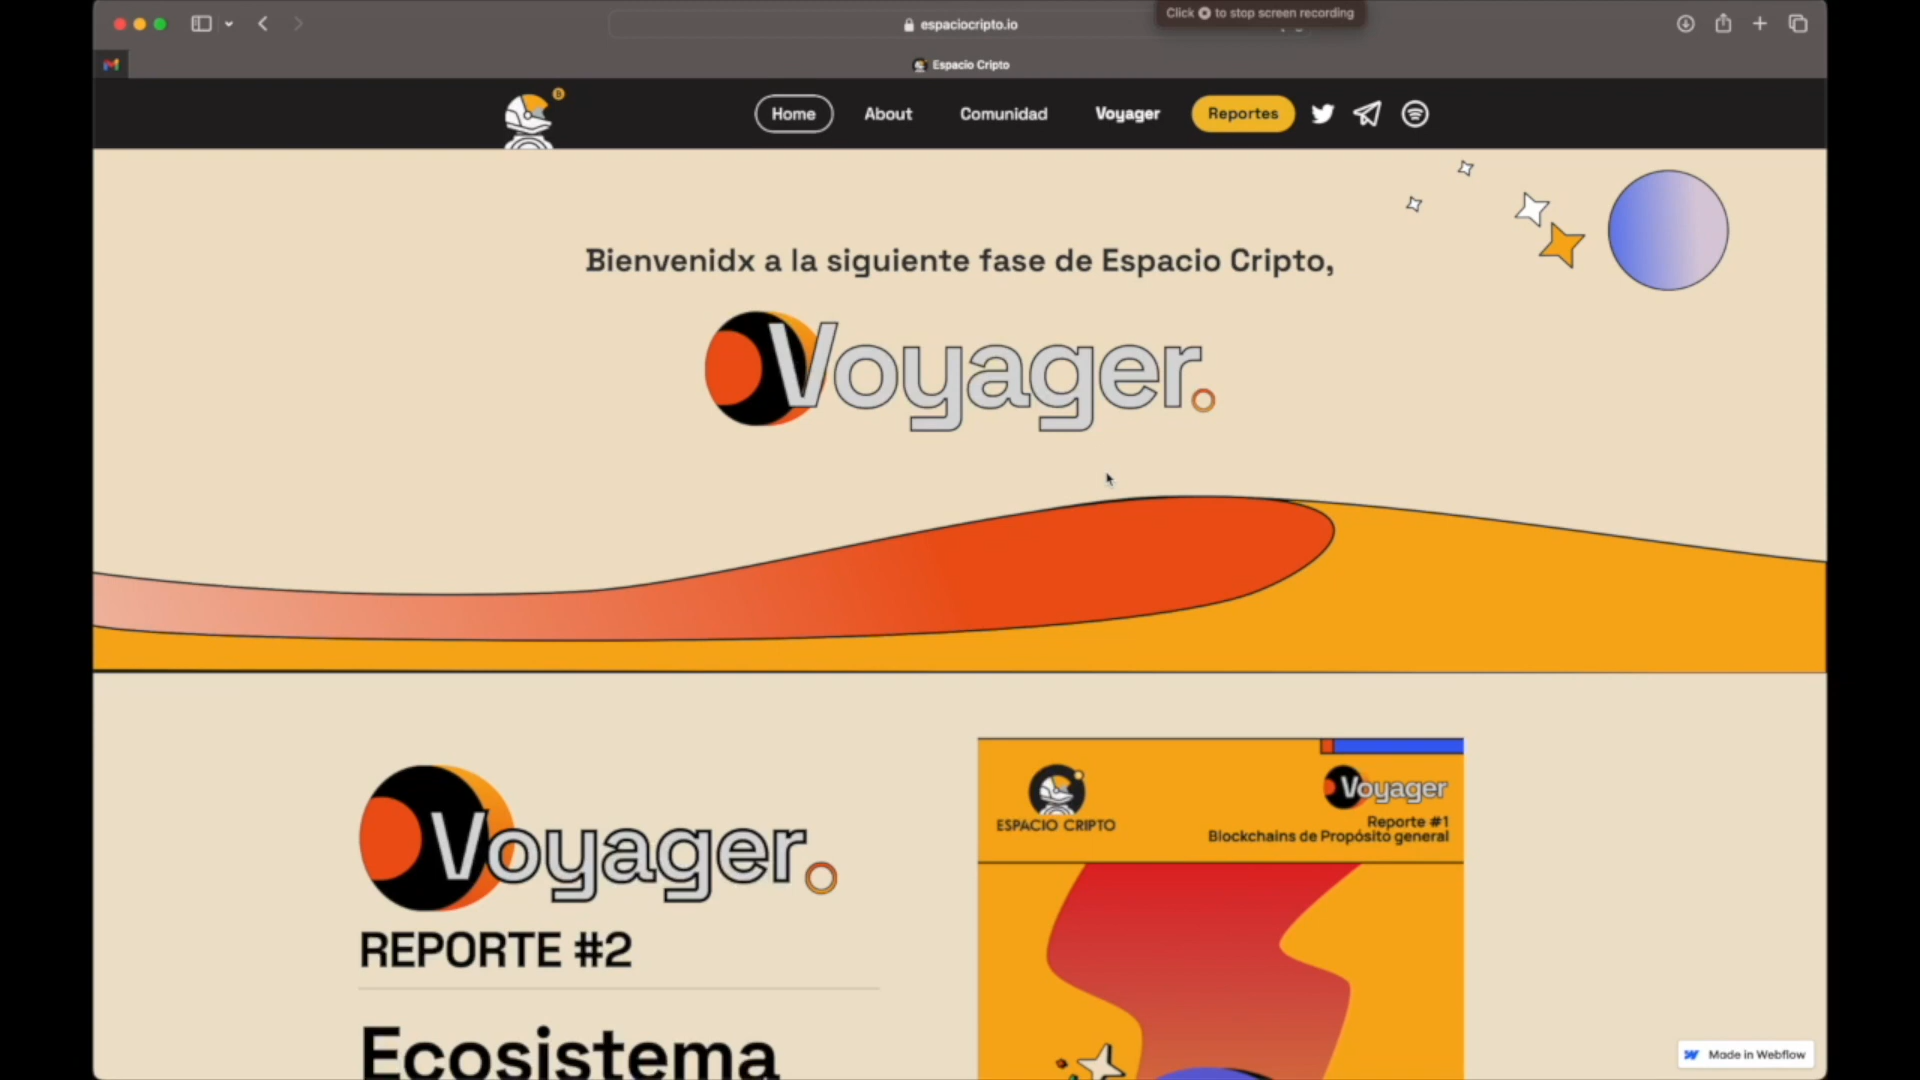 Click to stop screen recording
espaciocripto.io
Espacio Cripto
Home About Comunidad Voyager Reportes
Bienvenidx a la siguiente fase de Espacio Cripto,
Voyager.
Voyager.
REPORTE #2
Ecosistema
ESPACIO CRIPTO
Voyager
Reporte #1
Blockchains de Propósito general
Made in Webflow